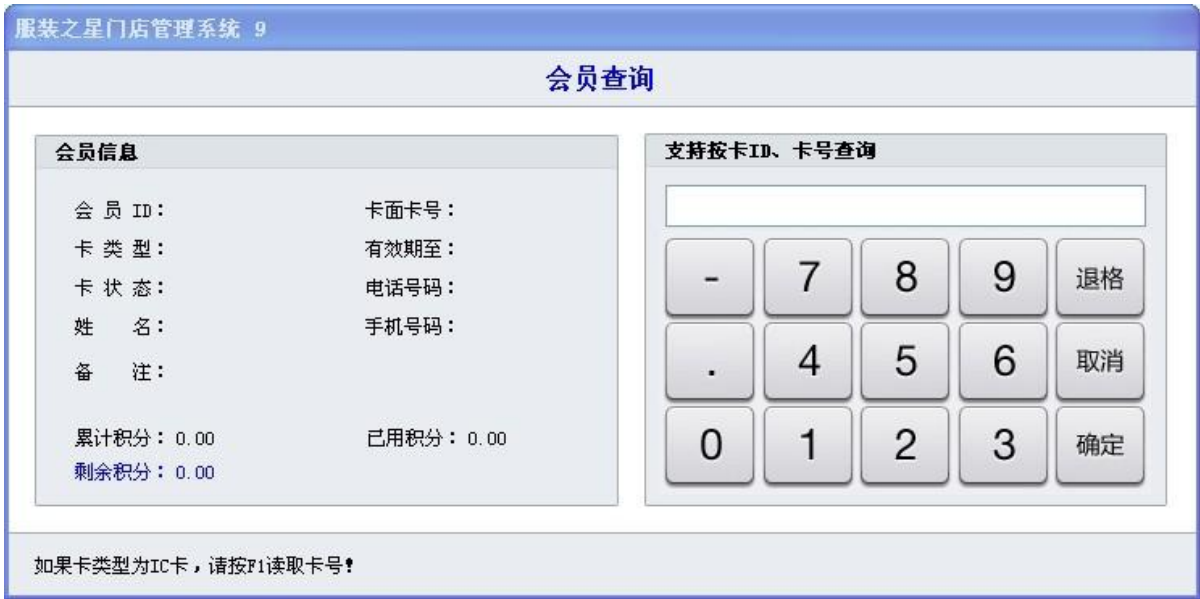 服装之星门店管理系统 9
会员查询
会员信息
会 员 ID：
卡面卡号：
卡 类 型：
有效期至：
卡 状 态：
电话号码：
姓 名：
手机号码：
备 注：
累计积分：0.00
已用积分：0.00
剩余积分：0.00
支持按卡ID、卡号查询
- 7 8 9 退格
. 4 5 6 取消
0 1 2 3 确定
如果卡类型为IC卡，请按F1读取卡号！